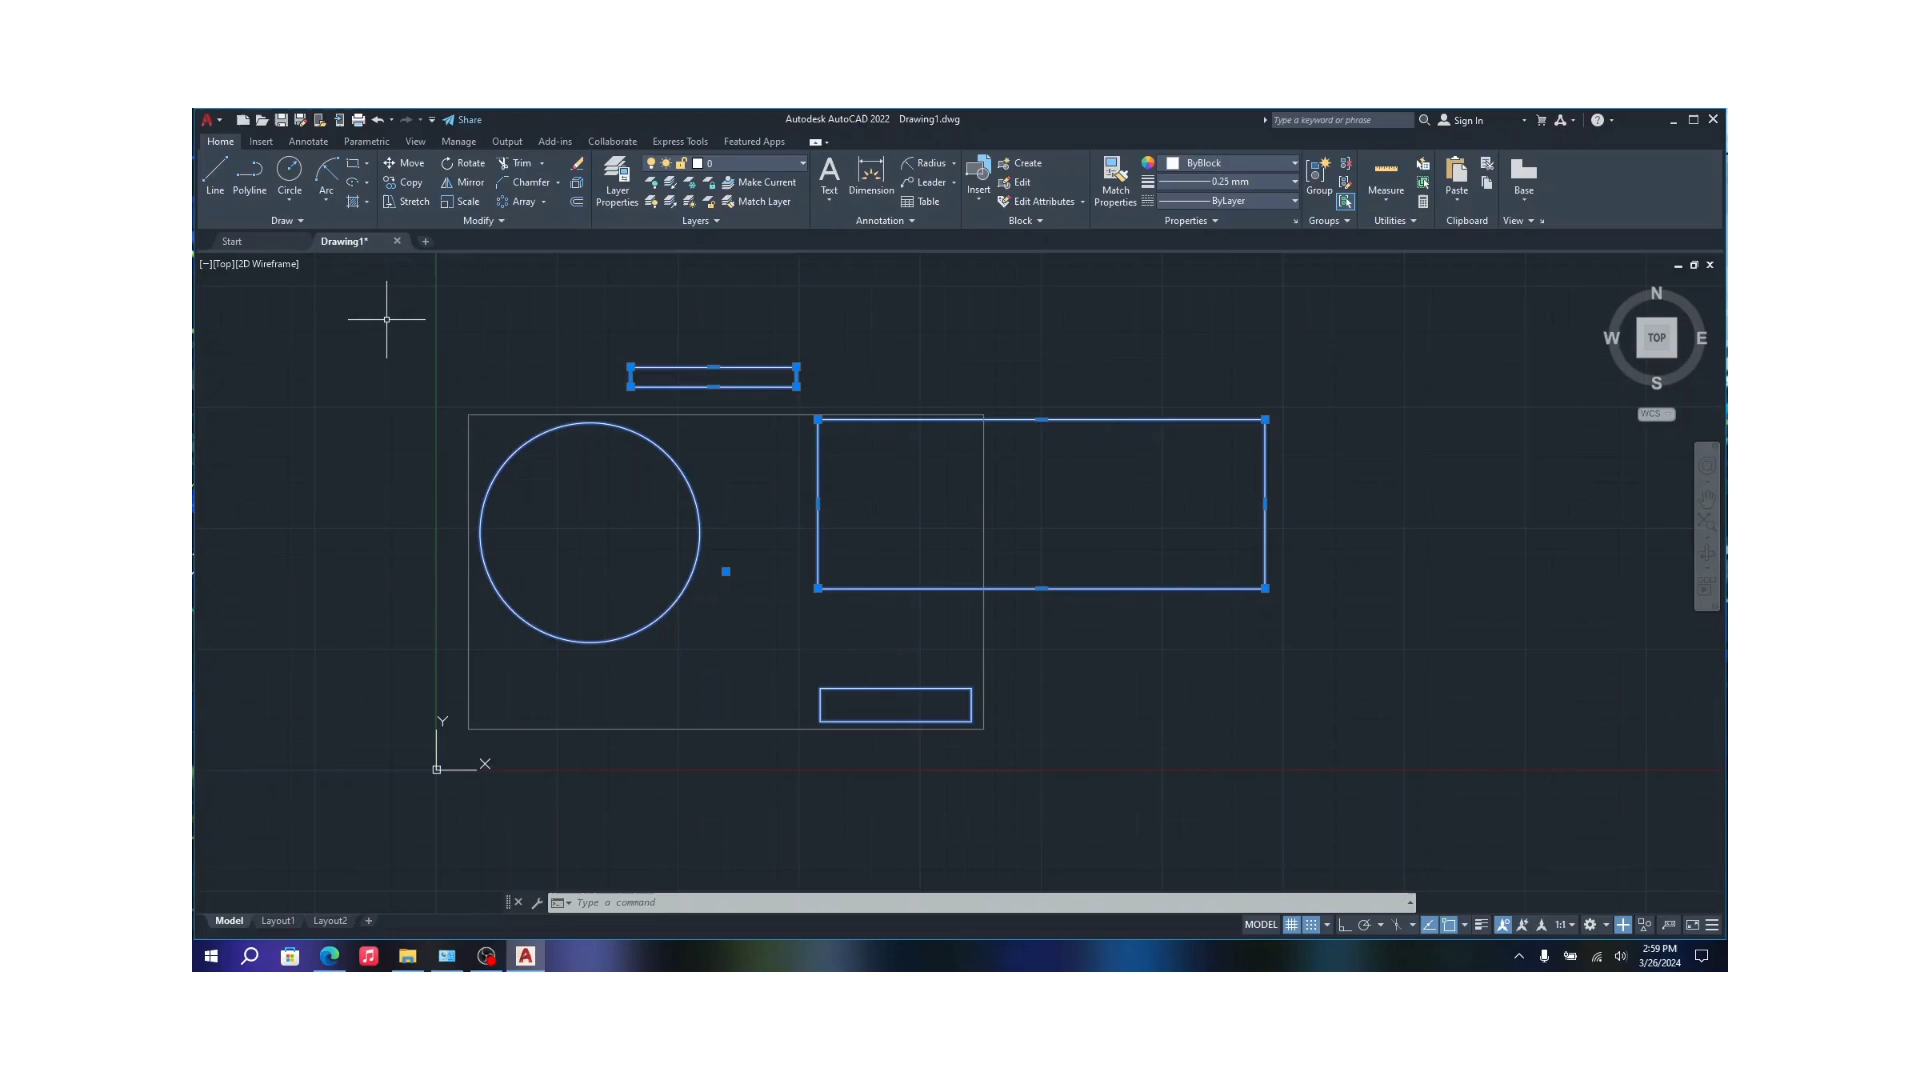 Share
Autodesk AutoCAD 2022 Drawing1.dwg
Type a keyword or phrase
Sign In
Home Insert Annotate Parametric View Manage Output Add-ins Collaborate Express Tools Featured Apps
Line Polyline Circle Arc
Move Rotate Trim
Copy Mirror Chamfer
Stretch Scale Array
Layer Properties
0
Make Current
Match Layer
Text Dimension
Radius
Leader
Table
Insert
Create
Edit
Edit Attributes
Match Properties
ByBlock
0.25 mm
ByLayer
Group
Measure
Paste
Base
Draw Modify Layers Annotation Block Properties Groups Utilities Clipboard View
Start Drawing1*
[−][Top][2D Wireframe]
N
W TOP E
S
WCS
Y
X
Type a command
Model Layout1 Layout2
MODEL 1:1
2:59 PM
3/26/2024